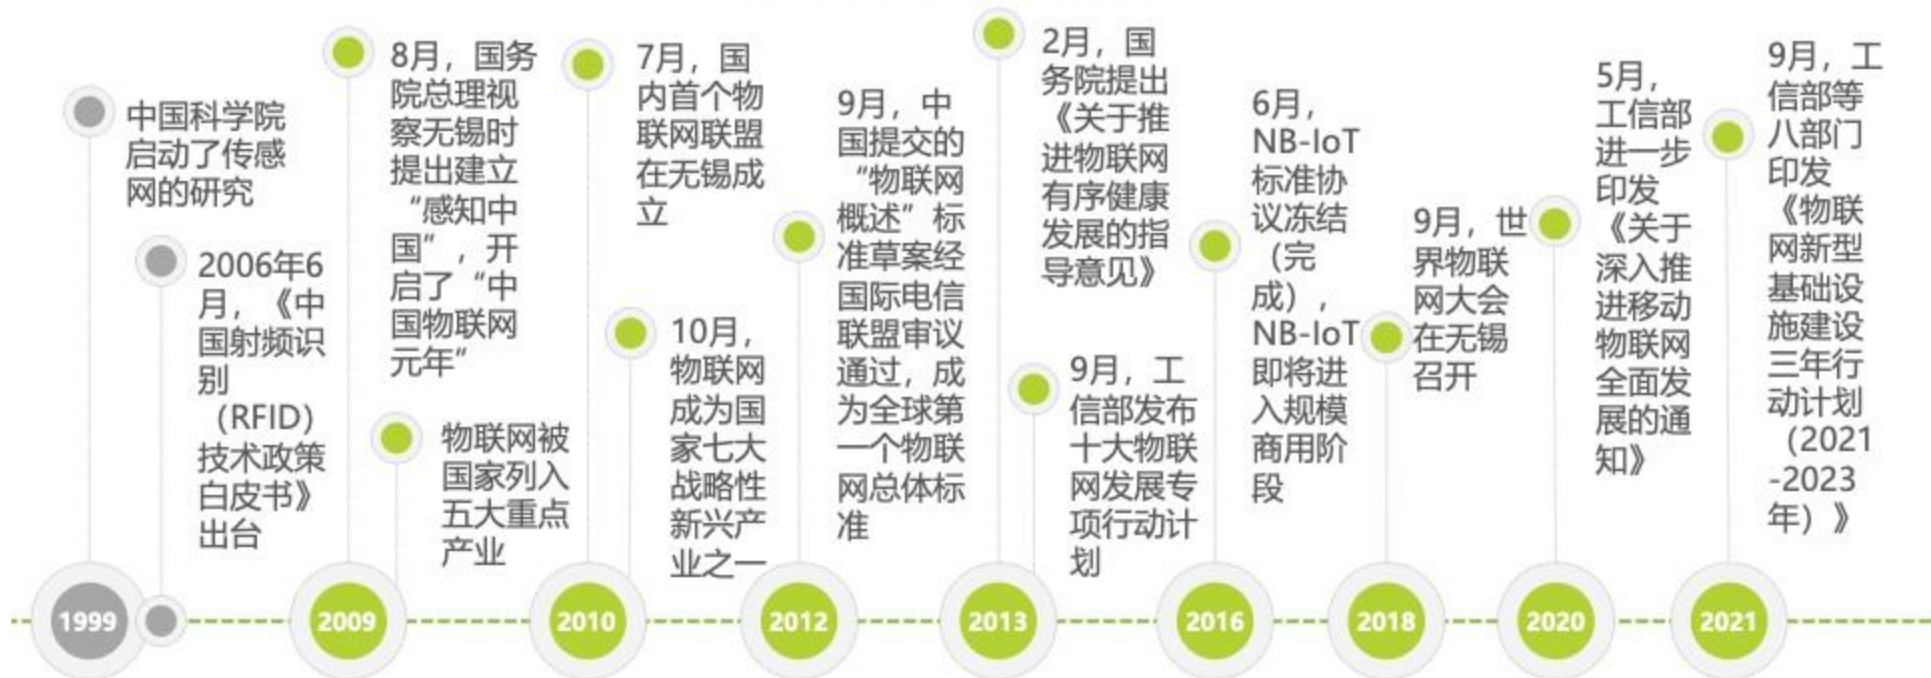 中国科学院
启动了传感
网的研究
2006年6
月，《中
国射频识
别
（RFID）
技术政策
白皮书》
出台
8月，国务
院总理视
察无锡时
提出建立
“感知中
国”，开
启了“中
国物联网
元年”
物联网被
国家列入
五大重点
产业
7月，国
内首个物
联网联盟
在无锡成
立
10月，
物联网
成为国
家七大
战略性
新兴产
业之一
9月，中
国提交的
“物联网
概述”标
准草案经
国际电信
联盟审议
通过，成
为全球第
一个物联
网总体标
准
2月，国
务院提出
《关于推
进物联网
有序健康
发展的指
导意见》
9月，工
信部发布
十大物联
网发展专
项行动计
划
6月，
NB-IoT
标准协
议冻结
（完
成），
NB-IoT
即将进
入规模
商用阶
段
9月，世
界物联
网大会
在无锡
召开
5月，
工信部
进一步
印发
《关于
深入推
进移动
物联网
全面发
展的通
知》
9月，工
信部等
八部门
印发
《物联
网新型
基础设
施建设
三年行
动计划
（2021
-2023
年）》
1999
2009
2010
2012
2013
2016
2018
2020
2021